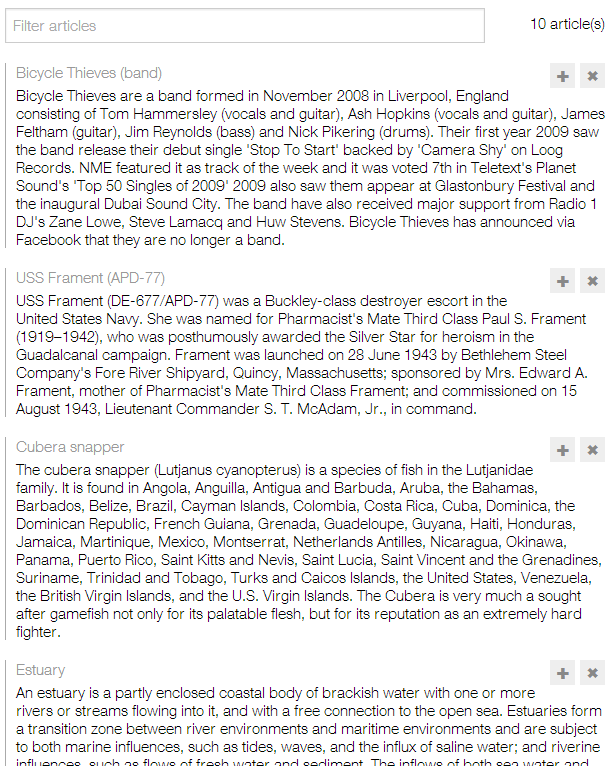 Filter articles
10 article(s)
Bicycle Thieves (band)
Bicycle Thieves are a band formed in November 2008 in Liverpool, England
consisting of Tom Hammersley (vocals and guitar), Ash Hopkins (vocals and guitar), James
Feltham (guitar), Jim Reynolds (bass) and Nick Pikering (drums). Their first year 2009 saw
the band release their debut single 'Stop To Start' backed by 'Camera Shy' on Loog
Records. NME featured it as track of the week and it was voted 7th in Teletext's Planet
Sound's 'Top 50 Singles of 2009' 2009 also saw them appear at Glastonbury Festival and
the inaugural Dubai Sound City. The band have also received major support from Radio 1
DJ's Zane Lowe, Steve Lamacq and Huw Stevens. Bicycle Thieves has announced via
Facebook that they are no longer a band.
USS Frament (APD-77)
USS Frament (DE-677/APD-77) was a Buckley-class destroyer escort in the
United States Navy. She was named for Pharmacist's Mate Third Class Paul S. Frament
(1919–1942), who was posthumously awarded the Silver Star for heroism in the
Guadalcanal campaign. Frament was launched on 28 June 1943 by Bethlehem Steel
Company's Fore River Shipyard, Quincy, Massachusetts; sponsored by Mrs. Edward A.
Frament, mother of Pharmacist's Mate Third Class Frament; and commissioned on 15
August 1943, Lieutenant Commander S. T. McAdam, Jr., in command.
Cubera snapper
The cubera snapper (Lutjanus cyanopterus) is a species of fish in the Lutjanidae
family. It is found in Angola, Anguilla, Antigua and Barbuda, Aruba, the Bahamas,
Barbados, Belize, Brazil, Cayman Islands, Colombia, Costa Rica, Cuba, Dominica, the
Dominican Republic, French Guiana, Grenada, Guadeloupe, Guyana, Haiti, Honduras,
Jamaica, Martinique, Mexico, Montserrat, Netherlands Antilles, Nicaragua, Okinawa,
Panama, Puerto Rico, Saint Kitts and Nevis, Saint Lucia, Saint Vincent and the Grenadines,
Suriname, Trinidad and Tobago, Turks and Caicos Islands, the United States, Venezuela,
the British Virgin Islands, and the U.S. Virgin Islands. The Cubera is very much a sought
after gamefish not only for its palatable flesh, but for its reputation as an extremely hard
fighter.
Estuary
An estuary is a partly enclosed coastal body of brackish water with one or more
rivers or streams flowing into it, and with a free connection to the open sea. Estuaries form
a transition zone between river environments and maritime environments and are subject
to both marine influences, such as tides, waves, and the influx of saline water; and riverine
influences, such as flows of fresh water and sediment. The inflows of both sea water and